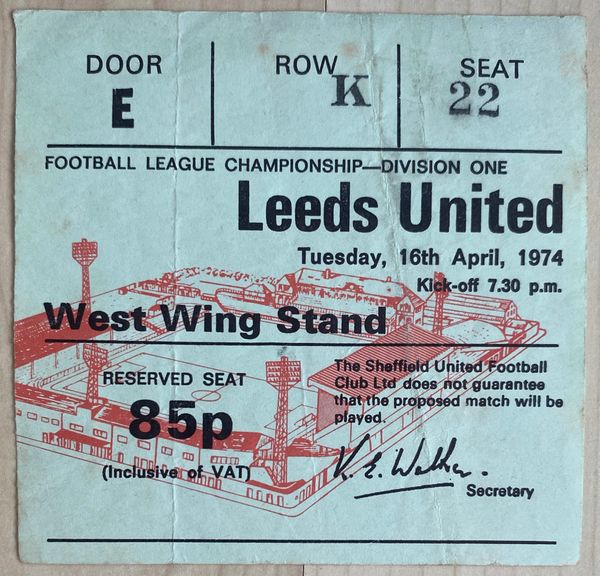 DOOR ROW SEAT
E K 22
FOOTBALL LEAGUE CHAMPIONSHIP—DIVISION ONE
Leeds United
Tuesday, 16th April, 1974
Kick-off 7.30 p.m.
West Wing Stand
RESERVED SEAT
85p
(Inclusive of VAT)
The Sheffield United Football
Club Ltd does not guarantee
that the proposed match will be
played.
K. E. Walker.
Secretary